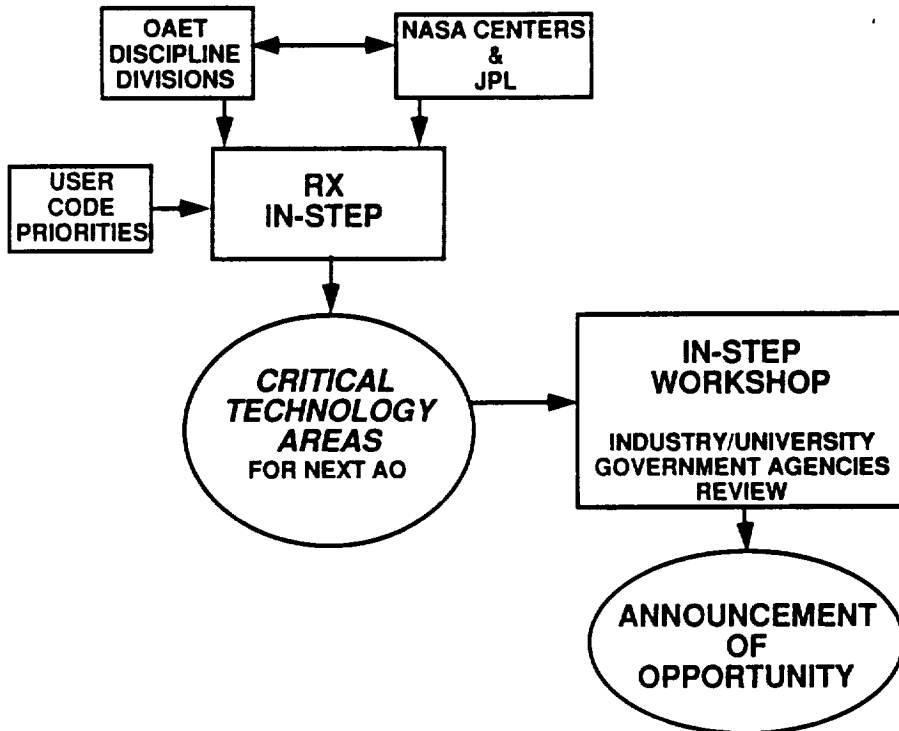 OAET
DISCIPLINE
DIVISIONS
NASA CENTERS
&
JPL
USER
CODE
PRIORITIES
RX
IN-STEP
CRITICAL
TECHNOLOGY
AREAS
FOR NEXT AO
IN-STEP
WORKSHOP
INDUSTRY/UNIVERSITY
GOVERNMENT AGENCIES
REVIEW
ANNOUNCEMENT
OF
OPPORTUNITY